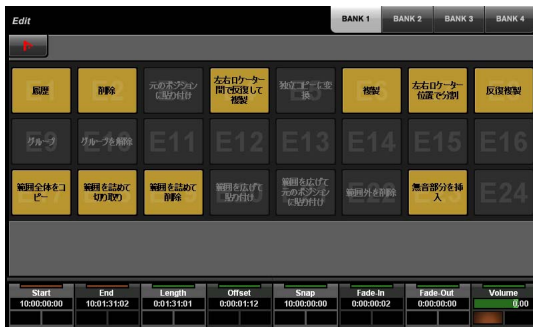 Edit
BANK 1
BANK 2
BANK 3
BANK 4
履歴
削除
元のポジション
に貼り付け
左右ロケーター
間で反復して
複製
独立コピーに変
換
複製
左右ロケーター
位置で分割
反復複製
グループ
グループを解除
E11
E12
E13
E14
E15
E16
E9
範囲全体をコ
ピー
範囲を詰めて
切り取り
範囲を詰めて
削除
範囲を広げて
貼り付け
範囲を広げて
元のポジション
に貼り付け
範囲外を削除
無音部分を挿
入
E24
Start
End
Length
Offset
Snap
Fade-In
Fade-Out
Volume
10:00:00:00
10:01:31:02
0:01:31:01
0:00:01:12
10:00:00:00
0:00:00:02
0:00:00:00
0.00